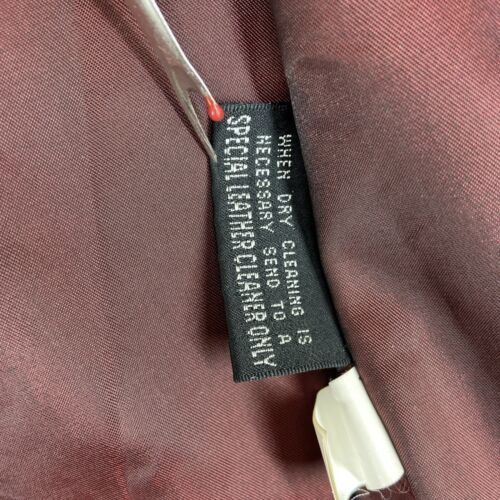 WHEN DRY CLEANING IS
NECESSARY SEND TO A
SPECIAL LEATHER CLEANER ONLY